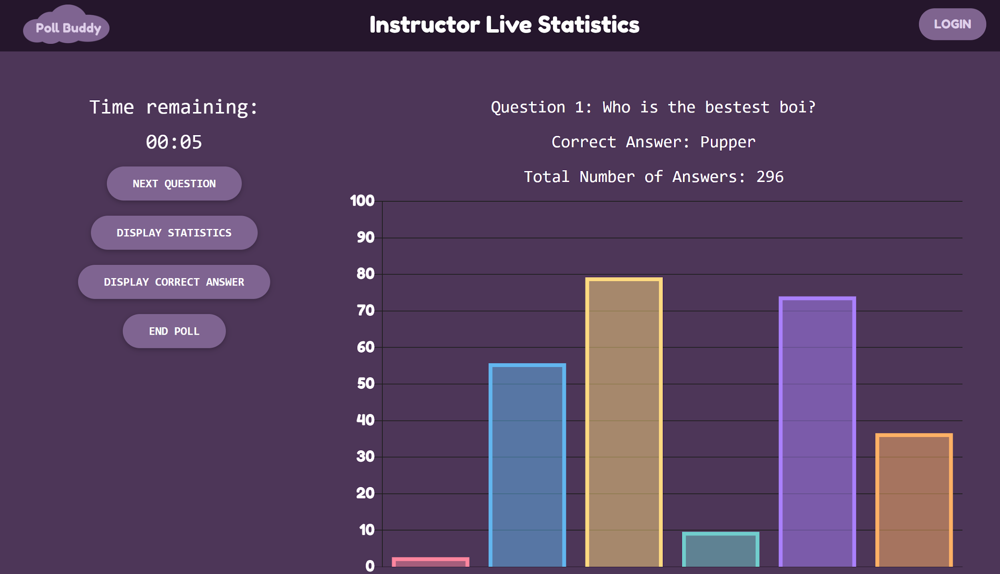 Poll Buddy
Instructor Live Statistics
LOGIN
Time remaining:
00:05
NEXT QUESTION
DISPLAY STATISTICS
DISPLAY CORRECT ANSWER
END POLL
Question 1: Who is the bestest boi?
Correct Answer: Pupper
Total Number of Answers: 296
100
90
80
70
60
50
40
30
20
10
0